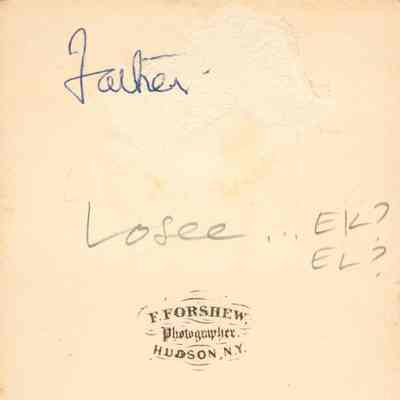 Father
Losee ... EK?
EL?
F. FORSHEW,
Photographer.
HUDSON, N.Y.